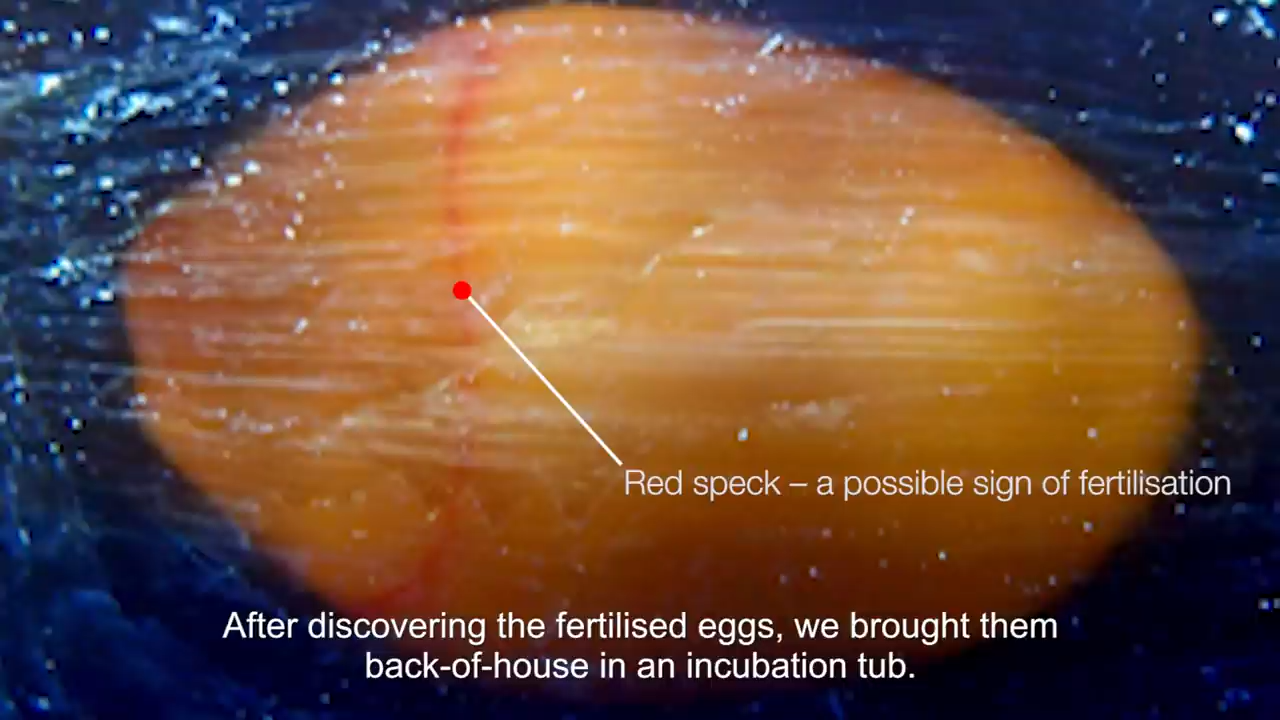 Red speck – a possible sign of fertilisation
After discovering the fertilised eggs, we brought them
back-of-house in an incubation tub.